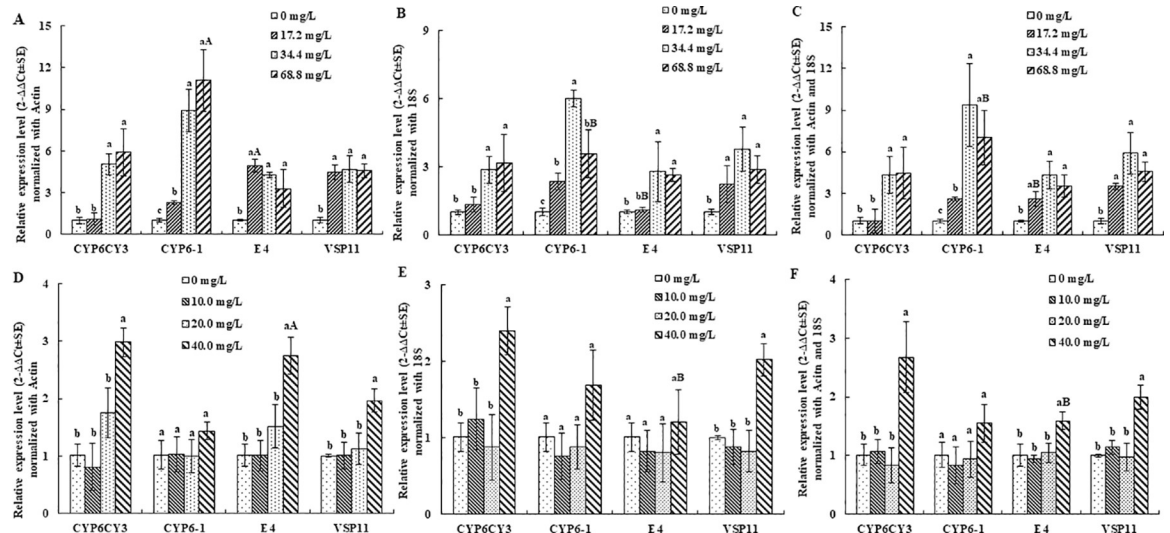 A
Relative expression level (2-ΔΔCt±SE)
normalized with Actin
15
12
9
6
3
0
0 mg/L
17.2 mg/L
34.4 mg/L
68.8 mg/L
b
b
a
a
c
b
a
aA
b
aA
a
a
b
a
a
a
CYP6CY3
CYP6-1
E4
VSP11
B
Relative expression level (2-ΔΔCt±SE)
normalized with 18S
9
6
3
0
0 mg/L
17.2 mg/L
34.4 mg/L
68.8 mg/L
b
b
a
a
c
b
a
bB
b
bB
a
a
b
a
a
a
CYP6CY3
CYP6-1
E4
VSP11
C
Relative expression level (2-ΔΔCt±SE)
normalized with Actin and 18S
15
12
9
6
3
0
0 mg/L
17.2 mg/L
34.4 mg/L
68.8 mg/L
b
b
a
a
c
b
a
aB
b
aB
a
a
b
a
a
a
CYP6CY3
CYP6-1
E4
VSP11
D
Relative expression level (2-ΔΔCt±SE)
normalized with Actin
4
3
2
1
0
0 mg/L
10.0 mg/L
20.0 mg/L
40.0 mg/L
b
b
b
a
a
a
a
a
b
b
b
aA
b
b
b
a
CYP6CY3
CYP6-1
E4
VSP11
E
Relative expression level (2-ΔΔCt±SE)
normalized with 18S
3
2
1
0
0 mg/L
10.0 mg/L
20.0 mg/L
40.0 mg/L
b
b
b
a
a
a
a
a
a
a
a
aB
b
b
b
a
CYP6CY3
CYP6-1
E4
VSP11
F
Relative expression level (2-ΔΔCt±SE)
normalized with Acitn and 18S
4
3
2
1
0
0 mg/L
10.0 mg/L
20.0 mg/L
40.0 mg/L
b
b
b
a
a
a
a
a
b
b
b
aB
b
b
b
a
CYP6CY3
CYP6-1
E4
VSP11